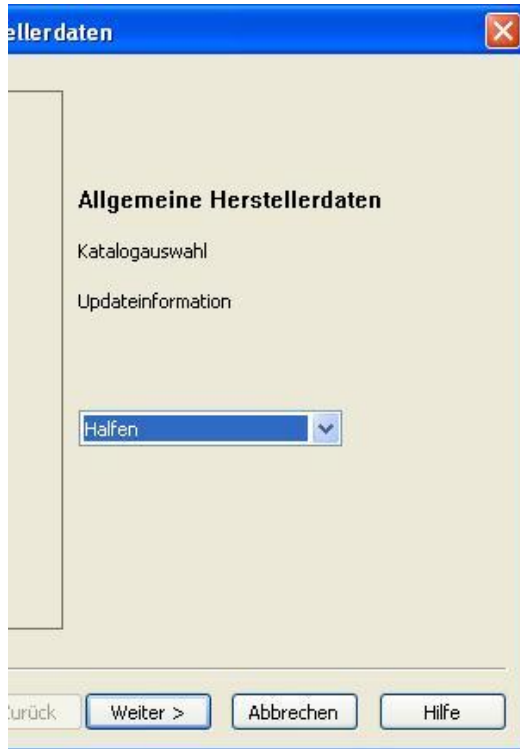 ellerdaten
Allgemeine Herstellerdaten
Katalogauswahl
Updateinformation
Halfen
urück Weiter > Abbrechen Hilfe